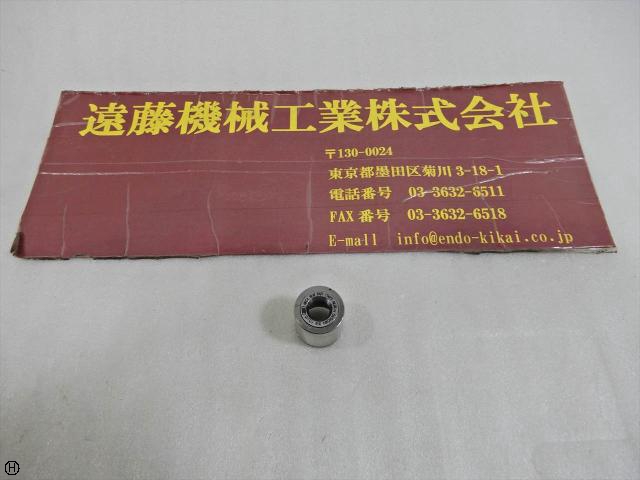 遠藤機械工業株式会社
〒130-0024
東京都墨田区菊川 3-18-1
電話番号 03-3632-6511
FAX 番号 03-3632-6518
E-mall info@endo-kikai.co.jp
H